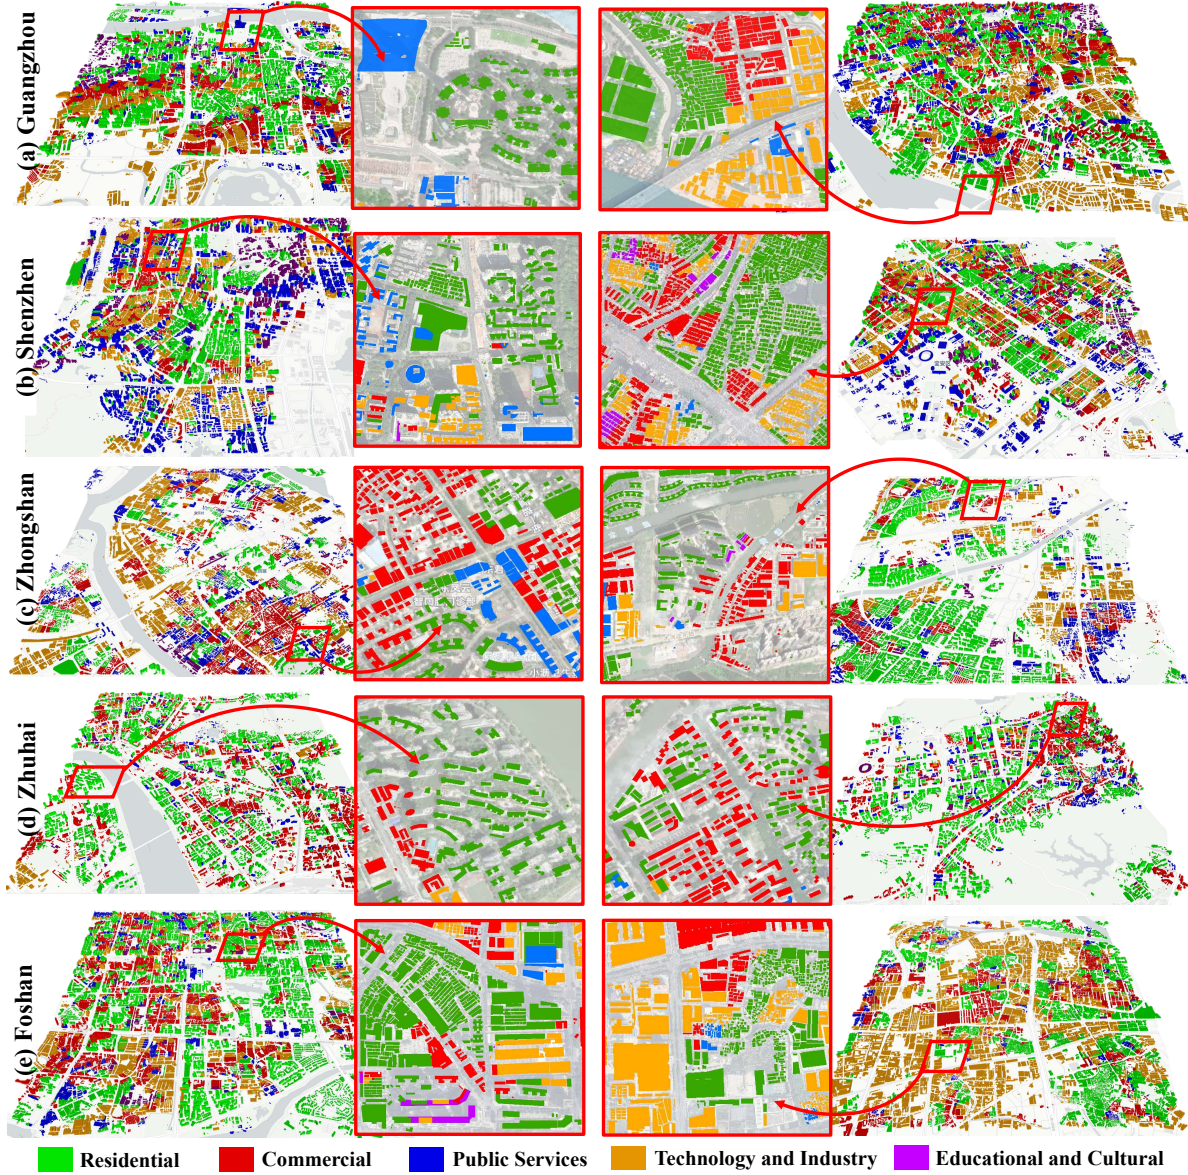 (a) Guangzhou
(b) Shenzhen
(c) Zhongshan
(d) Zhuhai
(e) Foshan
Residential
Commercial
Public Services
Technology and Industry
Educational and Cultural